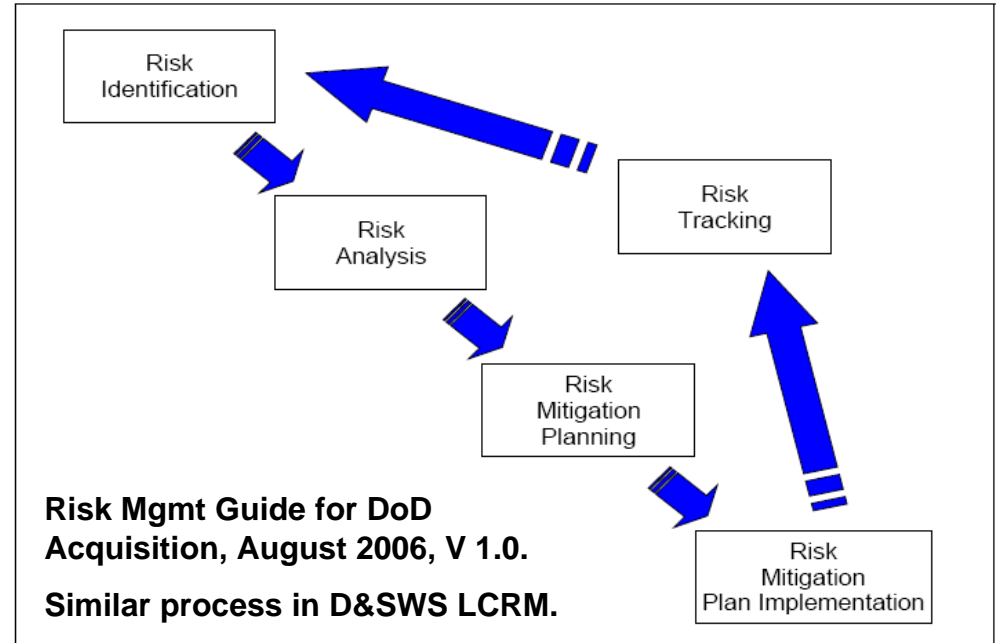 Risk
Identification
Risk
Analysis
Risk
Tracking
Risk
Mitigation
Planning
Risk
Mitigation
Plan Implementation
Risk Mgmt Guide for DoD
Acquisition, August 2006, V 1.0.
Similar process in D&SWS LCRM.